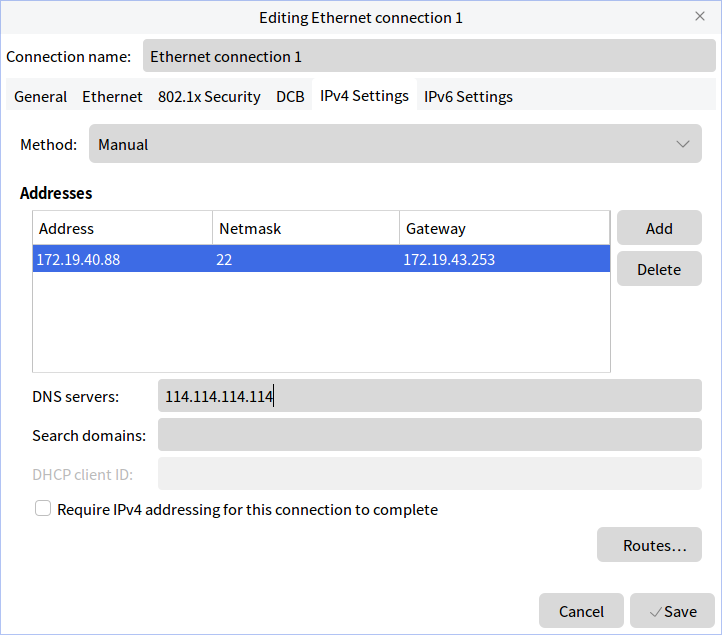 Editing Ethernet connection 1
Connection name: Ethernet connection 1
General Ethernet 802.1x Security DCB IPv4 Settings IPv6 Settings
Method: Manual
Addresses
Address Netmask Gateway Add
172.19.40.88 22 172.19.43.253
Delete
DNS servers: 114.114.114.114
Search domains:
DHCP client ID:
Require IPv4 addressing for this connection to complete
Routes…
Cancel Save